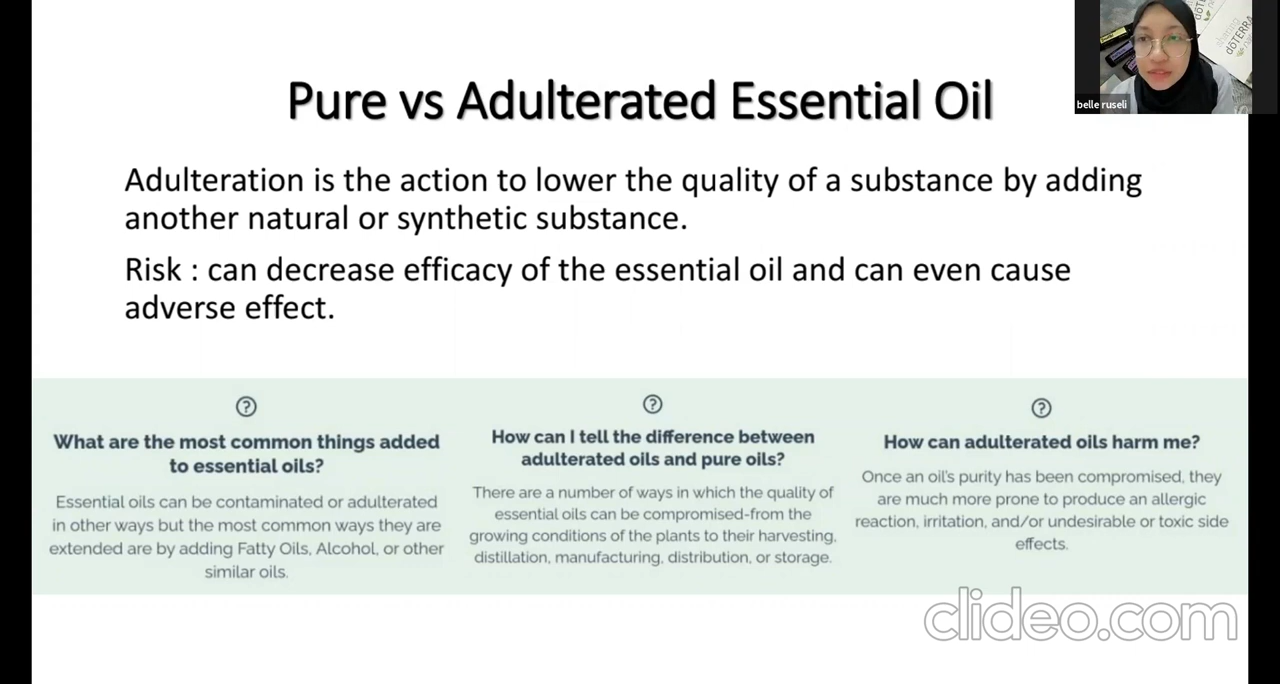 Pure vs Adulterated Essential Oil
dōTERRA
belle ruseli
Adulteration is the action to lower the quality of a substance by adding
another natural or synthetic substance.
Risk : can decrease efficacy of the essential oil and can even cause
adverse effect.
What are the most common things added
to essential oils?
Essential oils can be contaminated or adulterated
in other ways but the most common ways they are
extended are by adding Fatty Oils, Alcohol, or other
similar oils.
How can I tell the difference between
adulterated oils and pure oils?
There are a number of ways in which the quality of
essential oils can be compromised-from the
growing conditions of the plants to their harvesting,
distillation, manufacturing, distribution, or storage.
How can adulterated oils harm me?
Once an oil's purity has been compromised, they
are much more prone to produce an allergic
reaction, irritation, and/or undesirable or toxic side
effects.
clideo.com